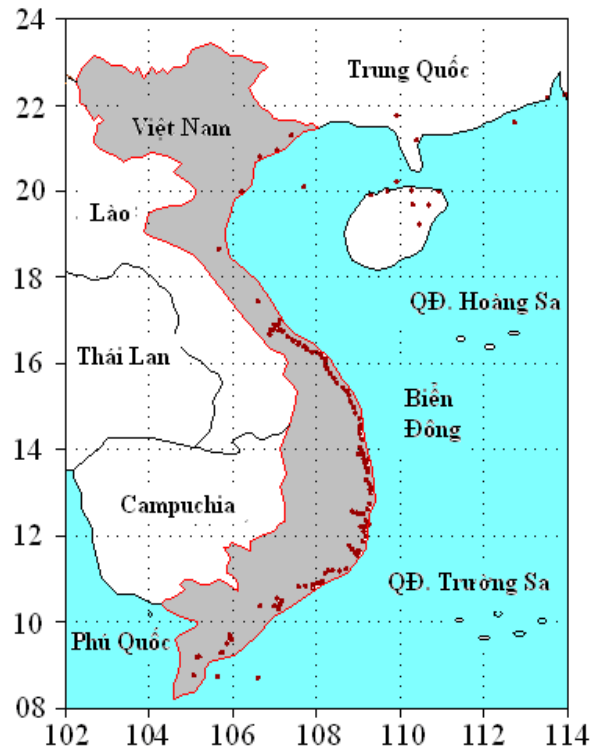 24
22
20
18
16
14
12
10
08
Trung Quốc
Việt Nam
Lào
QĐ. Hoàng Sa
Thái Lan
Biển
Đông
Campuchia
QĐ. Trường Sa
Phú Quốc
102 104 106 108 110 112 114